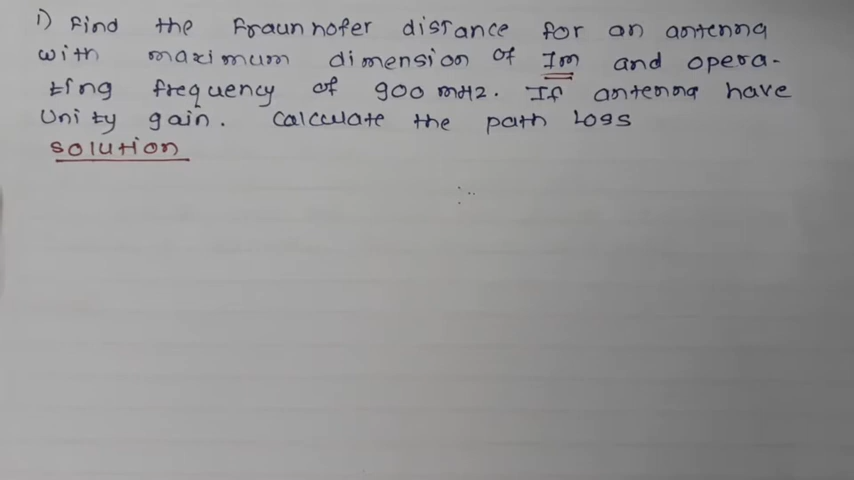 1) Find the Fraunhofer distance for an antenna
with maximum dimension of 1m and opera-
ting frequency of 900 mHz. If antenna have
Unity gain. Calculate the path Loss
solution